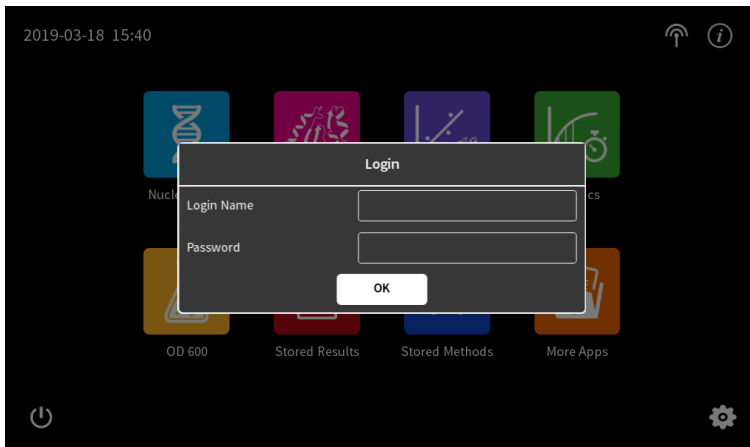 2019-03-18 15:40
Login
Login Name
Password
OK
OD 600
Stored Results
Stored Methods
More Apps